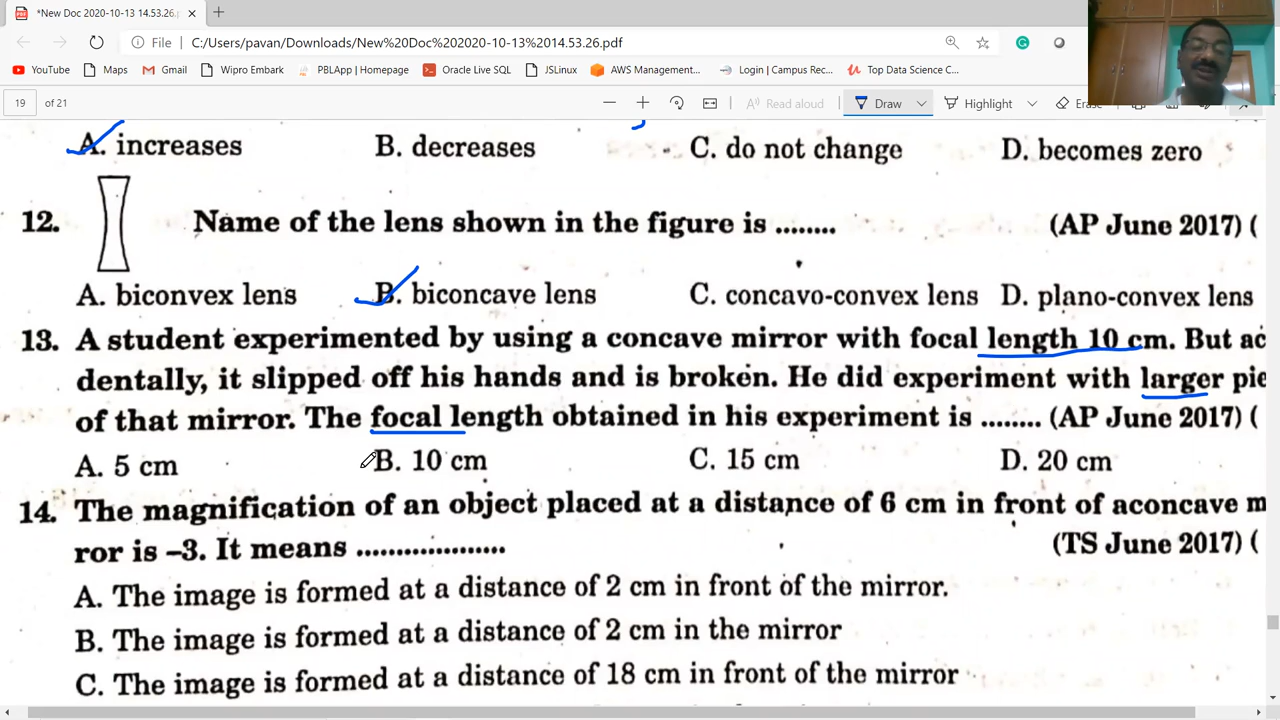 *New Doc 2020-10-13 14.53.26.p
File C:/Users/pavan/Downloads/New%20Doc%202020-10-13%2014.53.26.pdf
YouTube Maps Gmail Wipro Embark PBLApp | Homepage Oracle Live SQL JSLinux AWS Management... Login | Campus Rec... Top Data Science C...
19 of 21 Read aloud Draw Highlight Erase
A. increases B. decreases C. do not change D. becomes zero
12. Name of the lens shown in the figure is ........ (AP June 2017) (
A. biconvex lens B. biconcave lens C. concavo-convex lens D. plano-convex lens
13. A student experimented by using a concave mirror with focal length 10 cm. But ac
dentally, it slipped off his hands and is broken. He did experiment with larger pie
of that mirror. The focal length obtained in his experiment is ........ (AP June 2017) (
A. 5 cm B. 10 cm C. 15 cm D. 20 cm
14. The magnification of an object placed at a distance of 6 cm in front of aconcave m
ror is –3. It means ...................
(TS June 2017) (
A. The image is formed at a distance of 2 cm in front of the mirror.
B. The image is formed at a distance of 2 cm in the mirror
C. The image is formed at a distance of 18 cm in front of the mirror